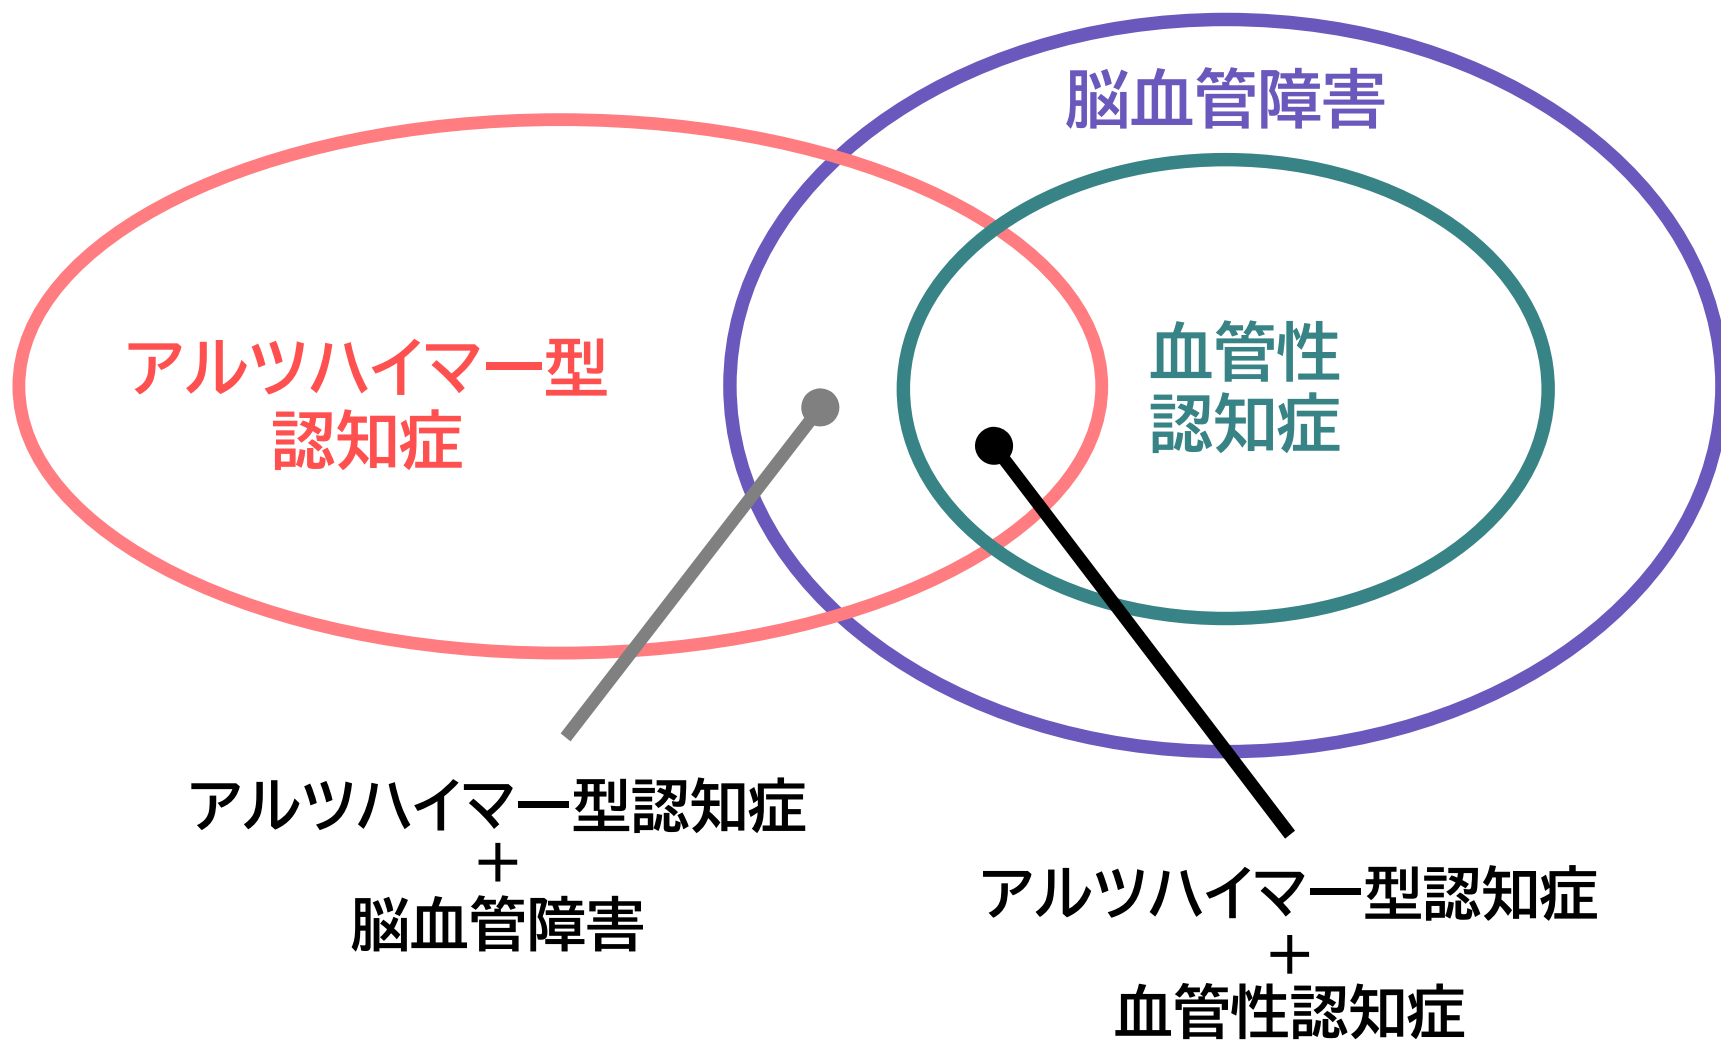 脳血管障害
アルツハイマー型
認知症
血管性
認知症
アルツハイマー型認知症
＋
脳血管障害
アルツハイマー型認知症
＋
血管性認知症